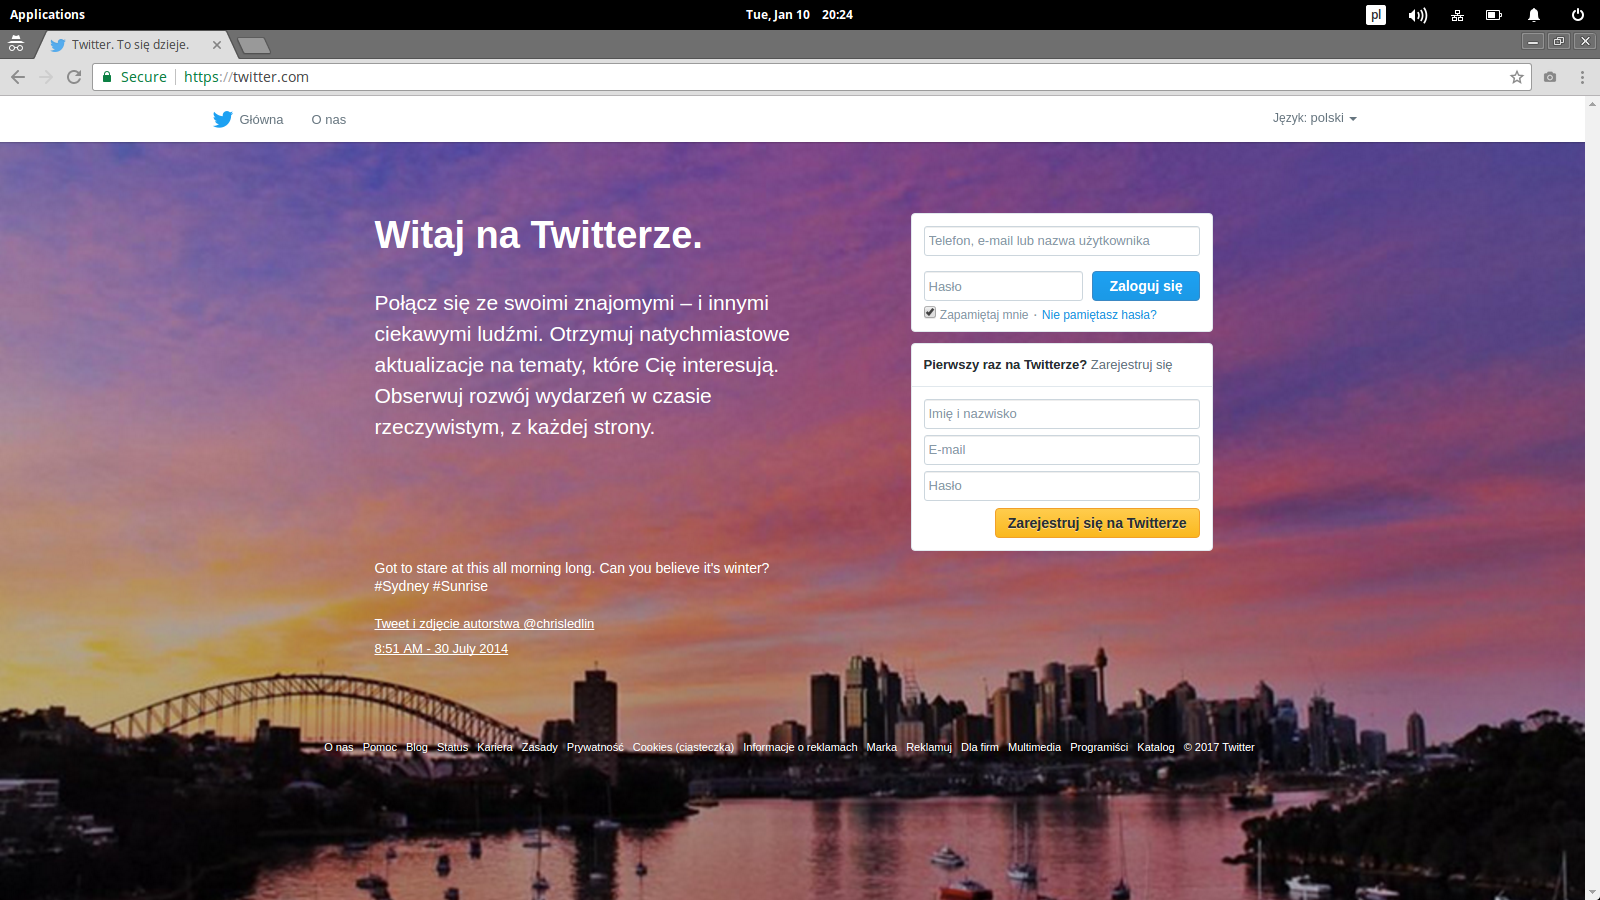 Applications
Tue, Jan 10 20:24
pl
Twitter. To się dzieje.
Secure
https://twitter.com
Główna
O nas
Język: polski
Witaj na Twitterze.
Połącz się ze swoimi znajomymi – i innymi
ciekawymi ludźmi. Otrzymuj natychmiastowe
aktualizacje na tematy, które Cię interesują.
Obserwuj rozwój wydarzeń w czasie
rzeczywistym, z każdej strony.
Telefon, e-mail lub nazwa użytkownika
Hasło
Zaloguj się
Zapamiętaj mnie · Nie pamiętasz hasła?
Pierwszy raz na Twitterze? Zarejestruj się
Imię i nazwisko
E-mail
Hasło
Zarejestruj się na Twitterze
Got to stare at this all morning long. Can you believe it's winter?
#Sydney #Sunrise
Tweet i zdjęcie autorstwa @chrisledlin
8:51 AM - 30 July 2014
O nas Pomoc Blog Status Kariera Zasady Prywatność Cookies (ciasteczka) Informacje o reklamach Marka Reklamuj Dla firm Multimedia Programiści Katalog © 2017 Twitter